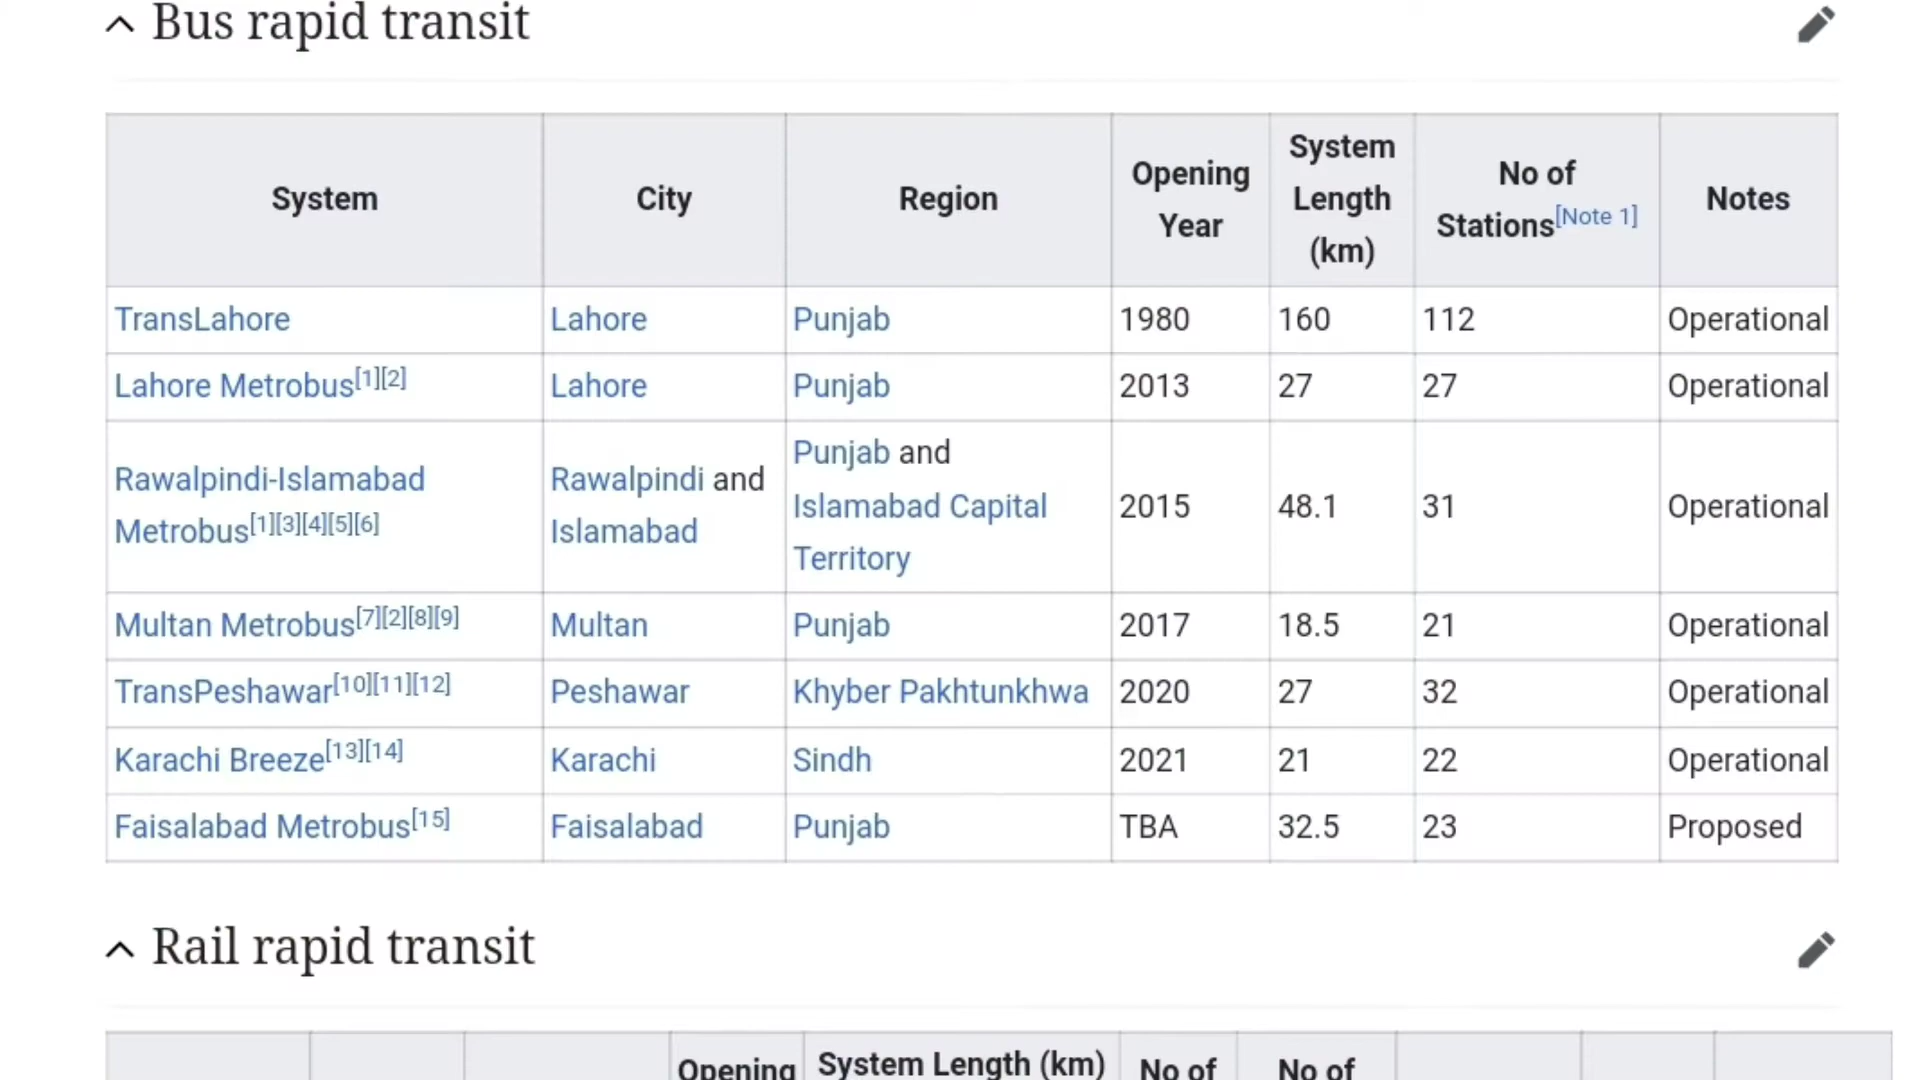 Bus rapid transit
System City Region Opening Year System Length (km) No of Stations[Note 1] Notes
TransLahore Lahore Punjab 1980 160 112 Operational
Lahore Metrobus[1][2] Lahore Punjab 2013 27 27 Operational
Rawalpindi-Islamabad Metrobus[1][3][4][5][6] Rawalpindi and Islamabad Punjab and Islamabad Capital Territory 2015 48.1 31 Operational
Multan Metrobus[7][2][8][9] Multan Punjab 2017 18.5 21 Operational
TransPeshawar[10][11][12] Peshawar Khyber Pakhtunkhwa 2020 27 32 Operational
Karachi Breeze[13][14] Karachi Sindh 2021 21 22 Operational
Faisalabad Metrobus[15] Faisalabad Punjab TBA 32.5 23 Proposed
Rail rapid transit
Opening System Length (km) No of No of